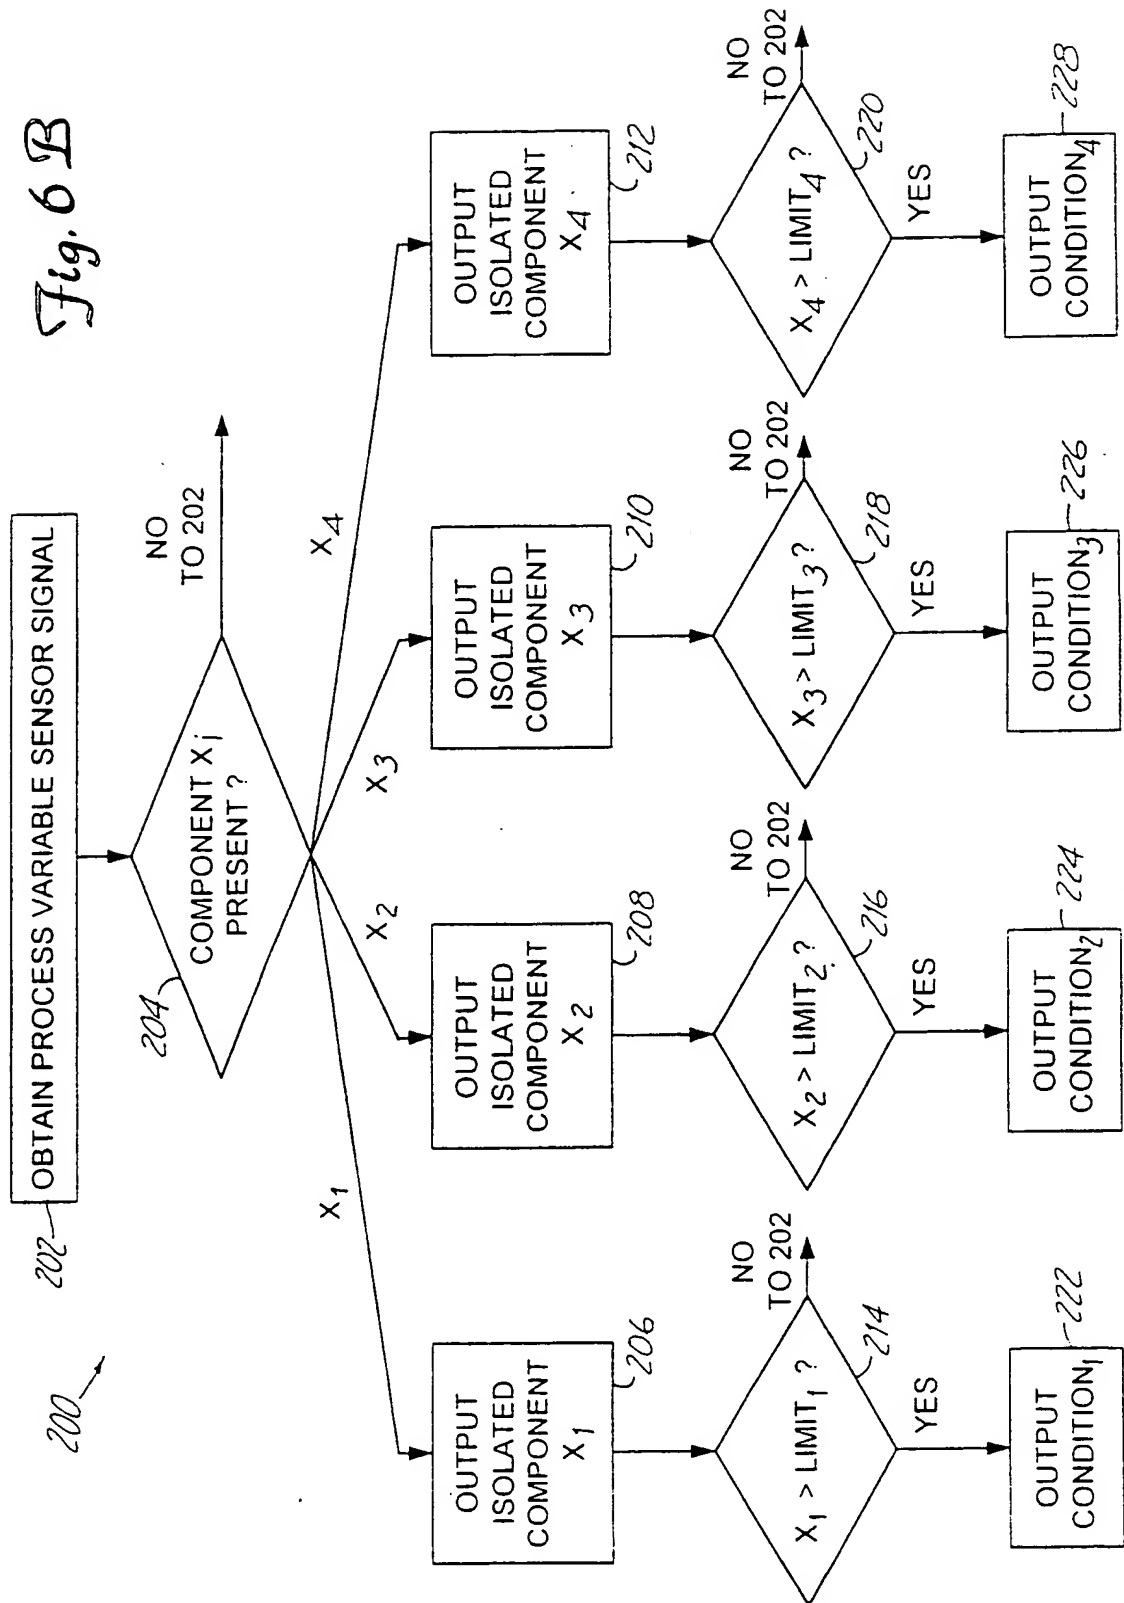 Fig. 6 B
200
202
OBTAIN PROCESS VARIABLE SENSOR SIGNAL
204
COMPONENT Xj
PRESENT ?
NO
TO 202
X1
X2
X3
X4
OUTPUT
ISOLATED
COMPONENT
X1
206
OUTPUT
ISOLATED
COMPONENT
X2
208
OUTPUT
ISOLATED
COMPONENT
X3
210
OUTPUT
ISOLATED
COMPONENT
X4
212
X1 > LIMIT1 ?
NO
TO 202
214
YES
X2 > LIMIT2 ?
NO
TO 202
216
YES
X3 > LIMIT3 ?
NO
TO 202
218
YES
X4 > LIMIT4 ?
NO
TO 202
220
YES
OUTPUT
CONDITION1
222
OUTPUT
CONDITION2
224
OUTPUT
CONDITION3
226
OUTPUT
CONDITION4
228